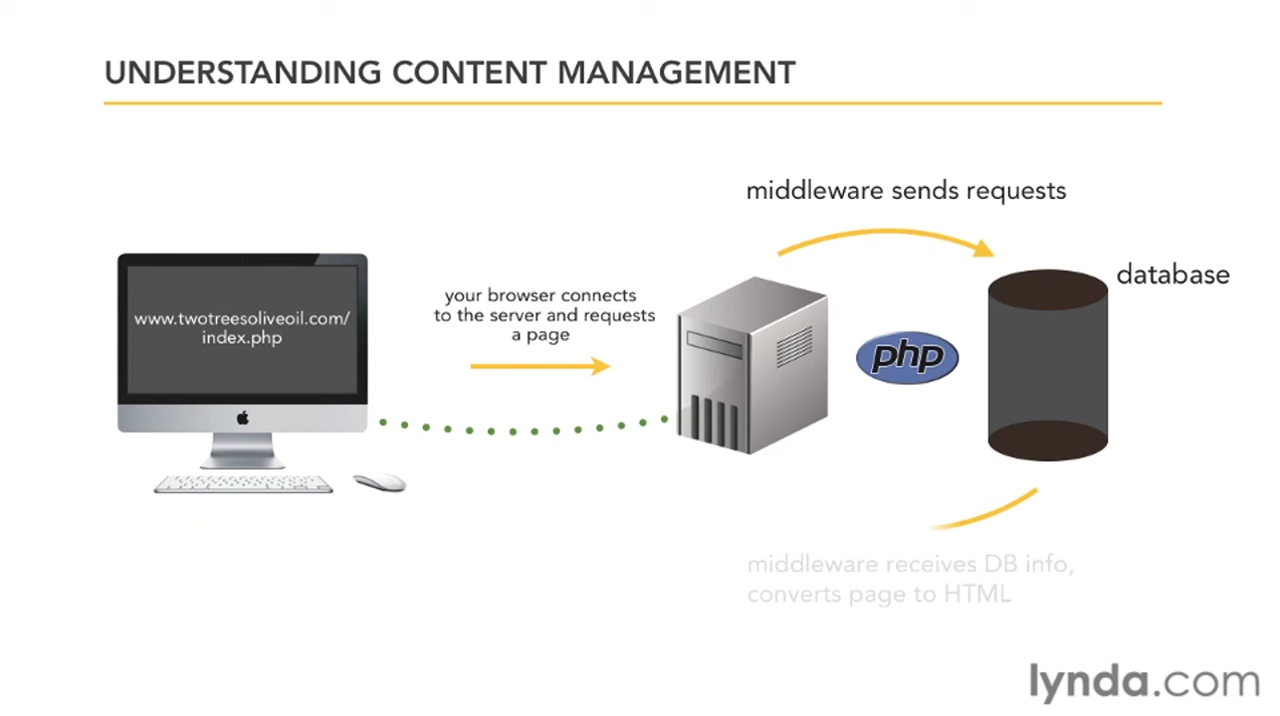 UNDERSTANDING CONTENT MANAGEMENT
middleware sends requests
database
www.twotreesoliveoil.com/
index.php
your browser connects
to the server and requests
a page
php
middleware receives DB info,
converts page to HTML
lynda.com